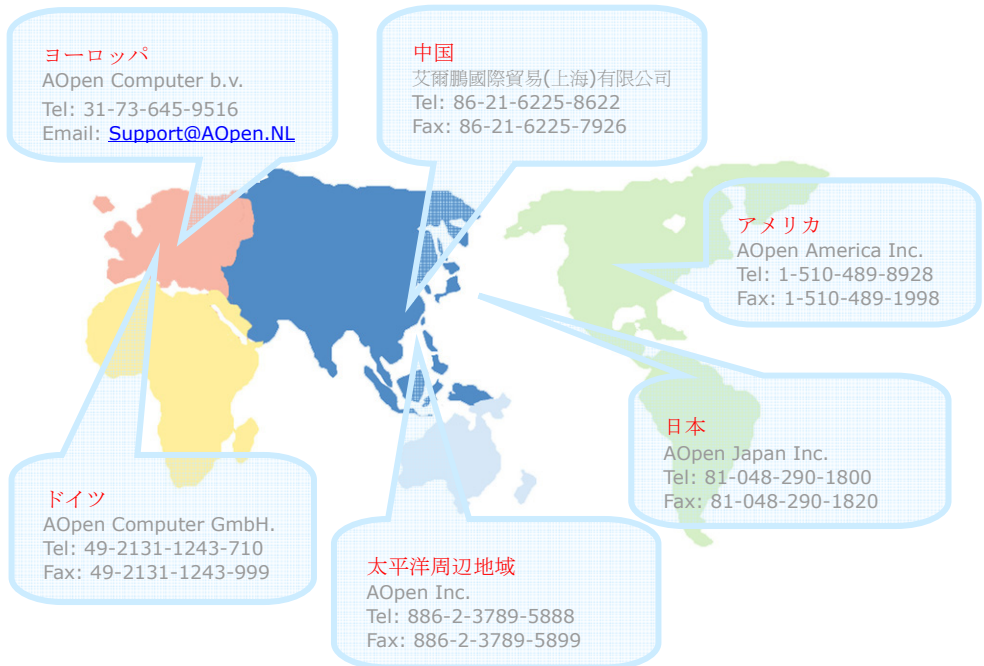 ヨーロッパ
AOpen Computer b.v.
Tel: 31-73-645-9516
Email: Support@AOpen.NL
中国
艾爾鵬國際貿易(上海)有限公司
Tel: 86-21-6225-8622
Fax: 86-21-6225-7926
アメリカ
AOpen America Inc.
Tel: 1-510-489-8928
Fax: 1-510-489-1998
日本
AOpen Japan Inc.
Tel: 81-048-290-1800
Fax: 81-048-290-1820
ドイツ
AOpen Computer GmbH.
Tel: 49-2131-1243-710
Fax: 49-2131-1243-999
太平洋周辺地域
AOpen Inc.
Tel: 886-2-3789-5888
Fax: 886-2-3789-5899